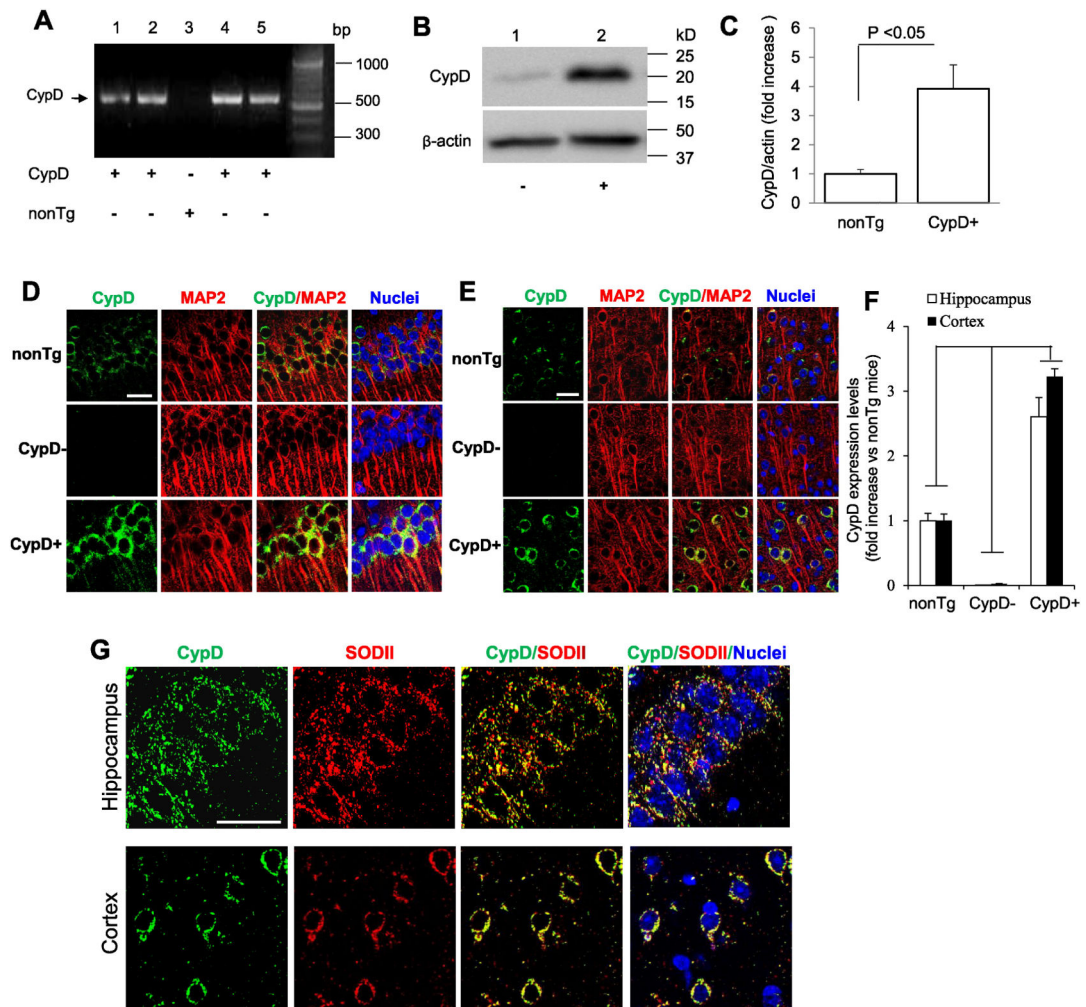 A
1 2 3 4 5 bp
CypD
1000
500
300
CypD + + - + +
nonTg - - + - -
B
1 2 kD
CypD
25
20
15
β-actin
50
37
- +
C
P <0.05
CypD/actin (fold increase)
6
5
4
3
2
1
0
nonTg CypD+
D
CypD MAP2 CypD/MAP2 Nuclei
nonTg
CypD-
CypD+
E
CypD MAP2 CypD/MAP2 Nuclei
nonTg
CypD-
CypD+
F
Hippocampus
Cortex
CypD expression levels
(fold increase vs nonTg mice)
4
3
2
1
0
nonTg CypD- CypD+
G
CypD SODII CypD/SODII CypD/SODII/Nuclei
Hippocampus
Cortex